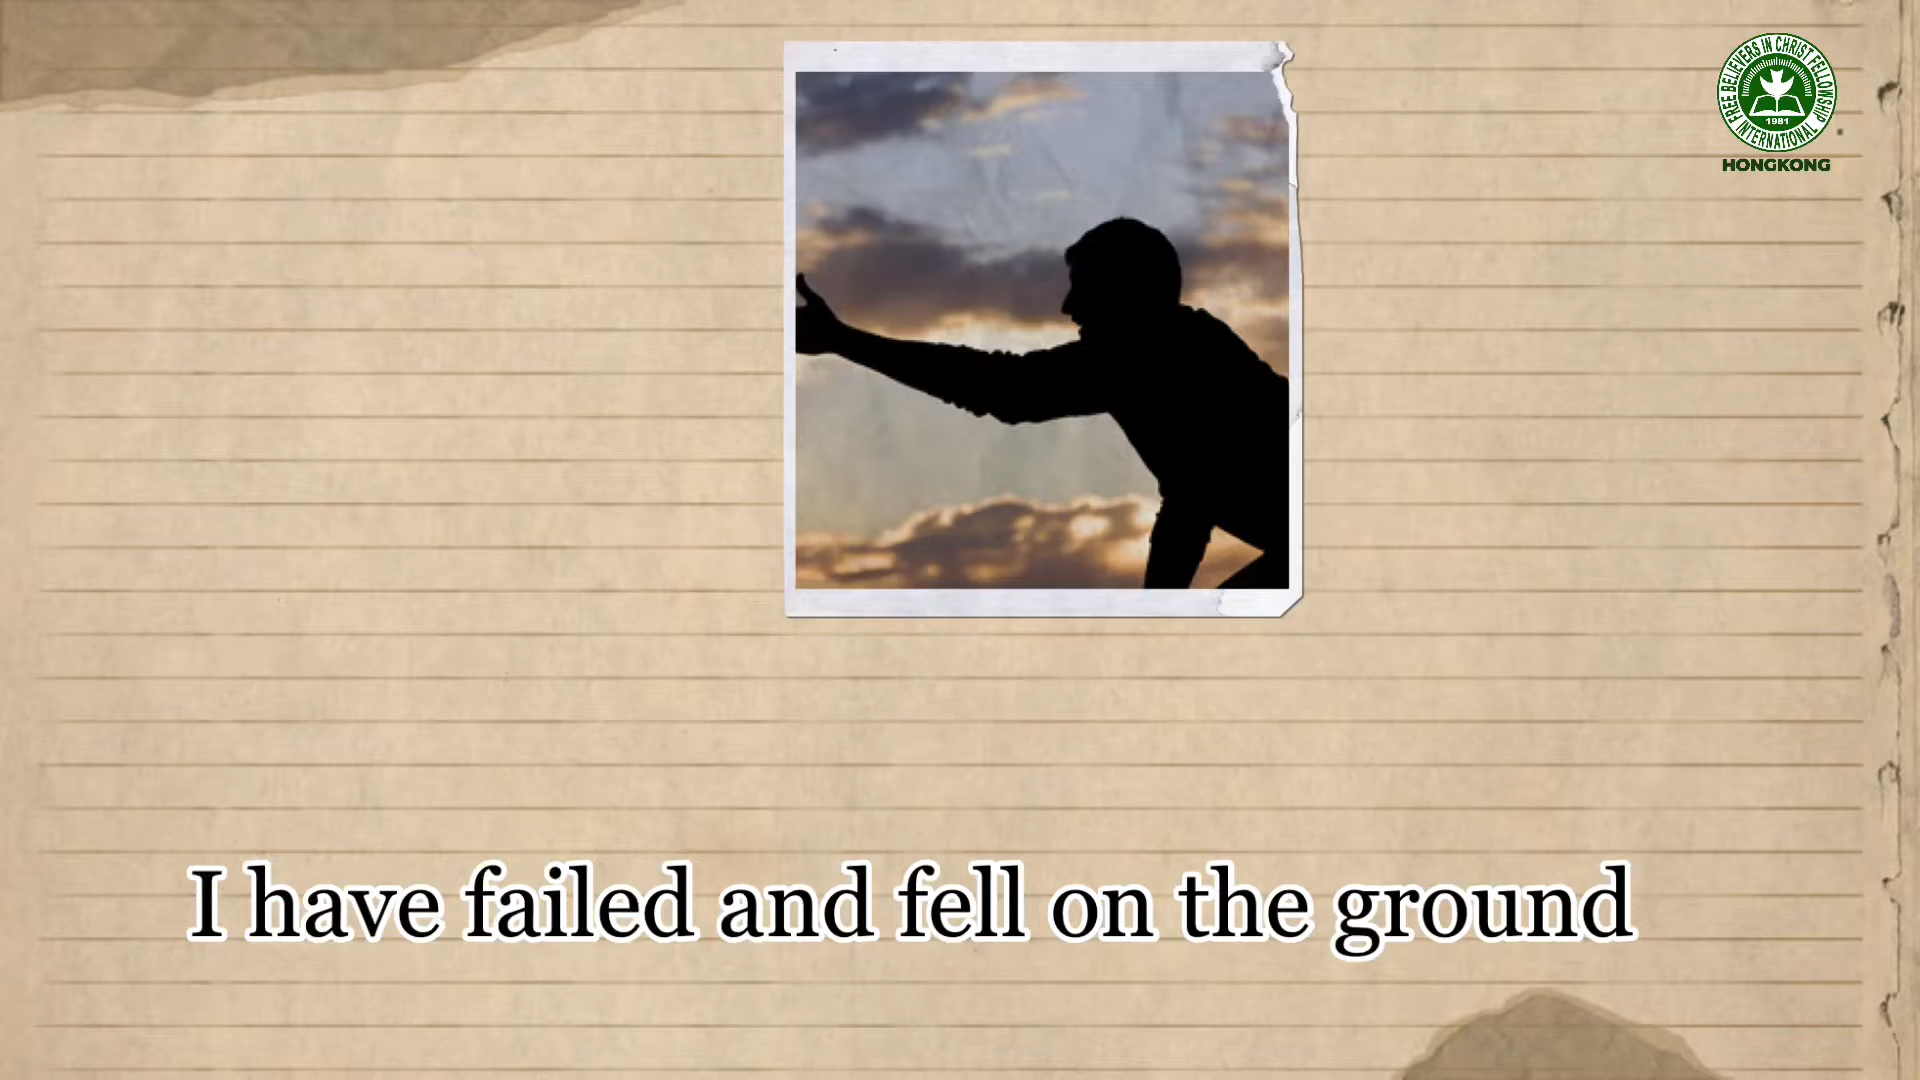 FREE BELIEVERS IN CHRIST FELLOWSHIP
INTERNATIONAL
1981
HONGKONG
I have failed and fell on the ground